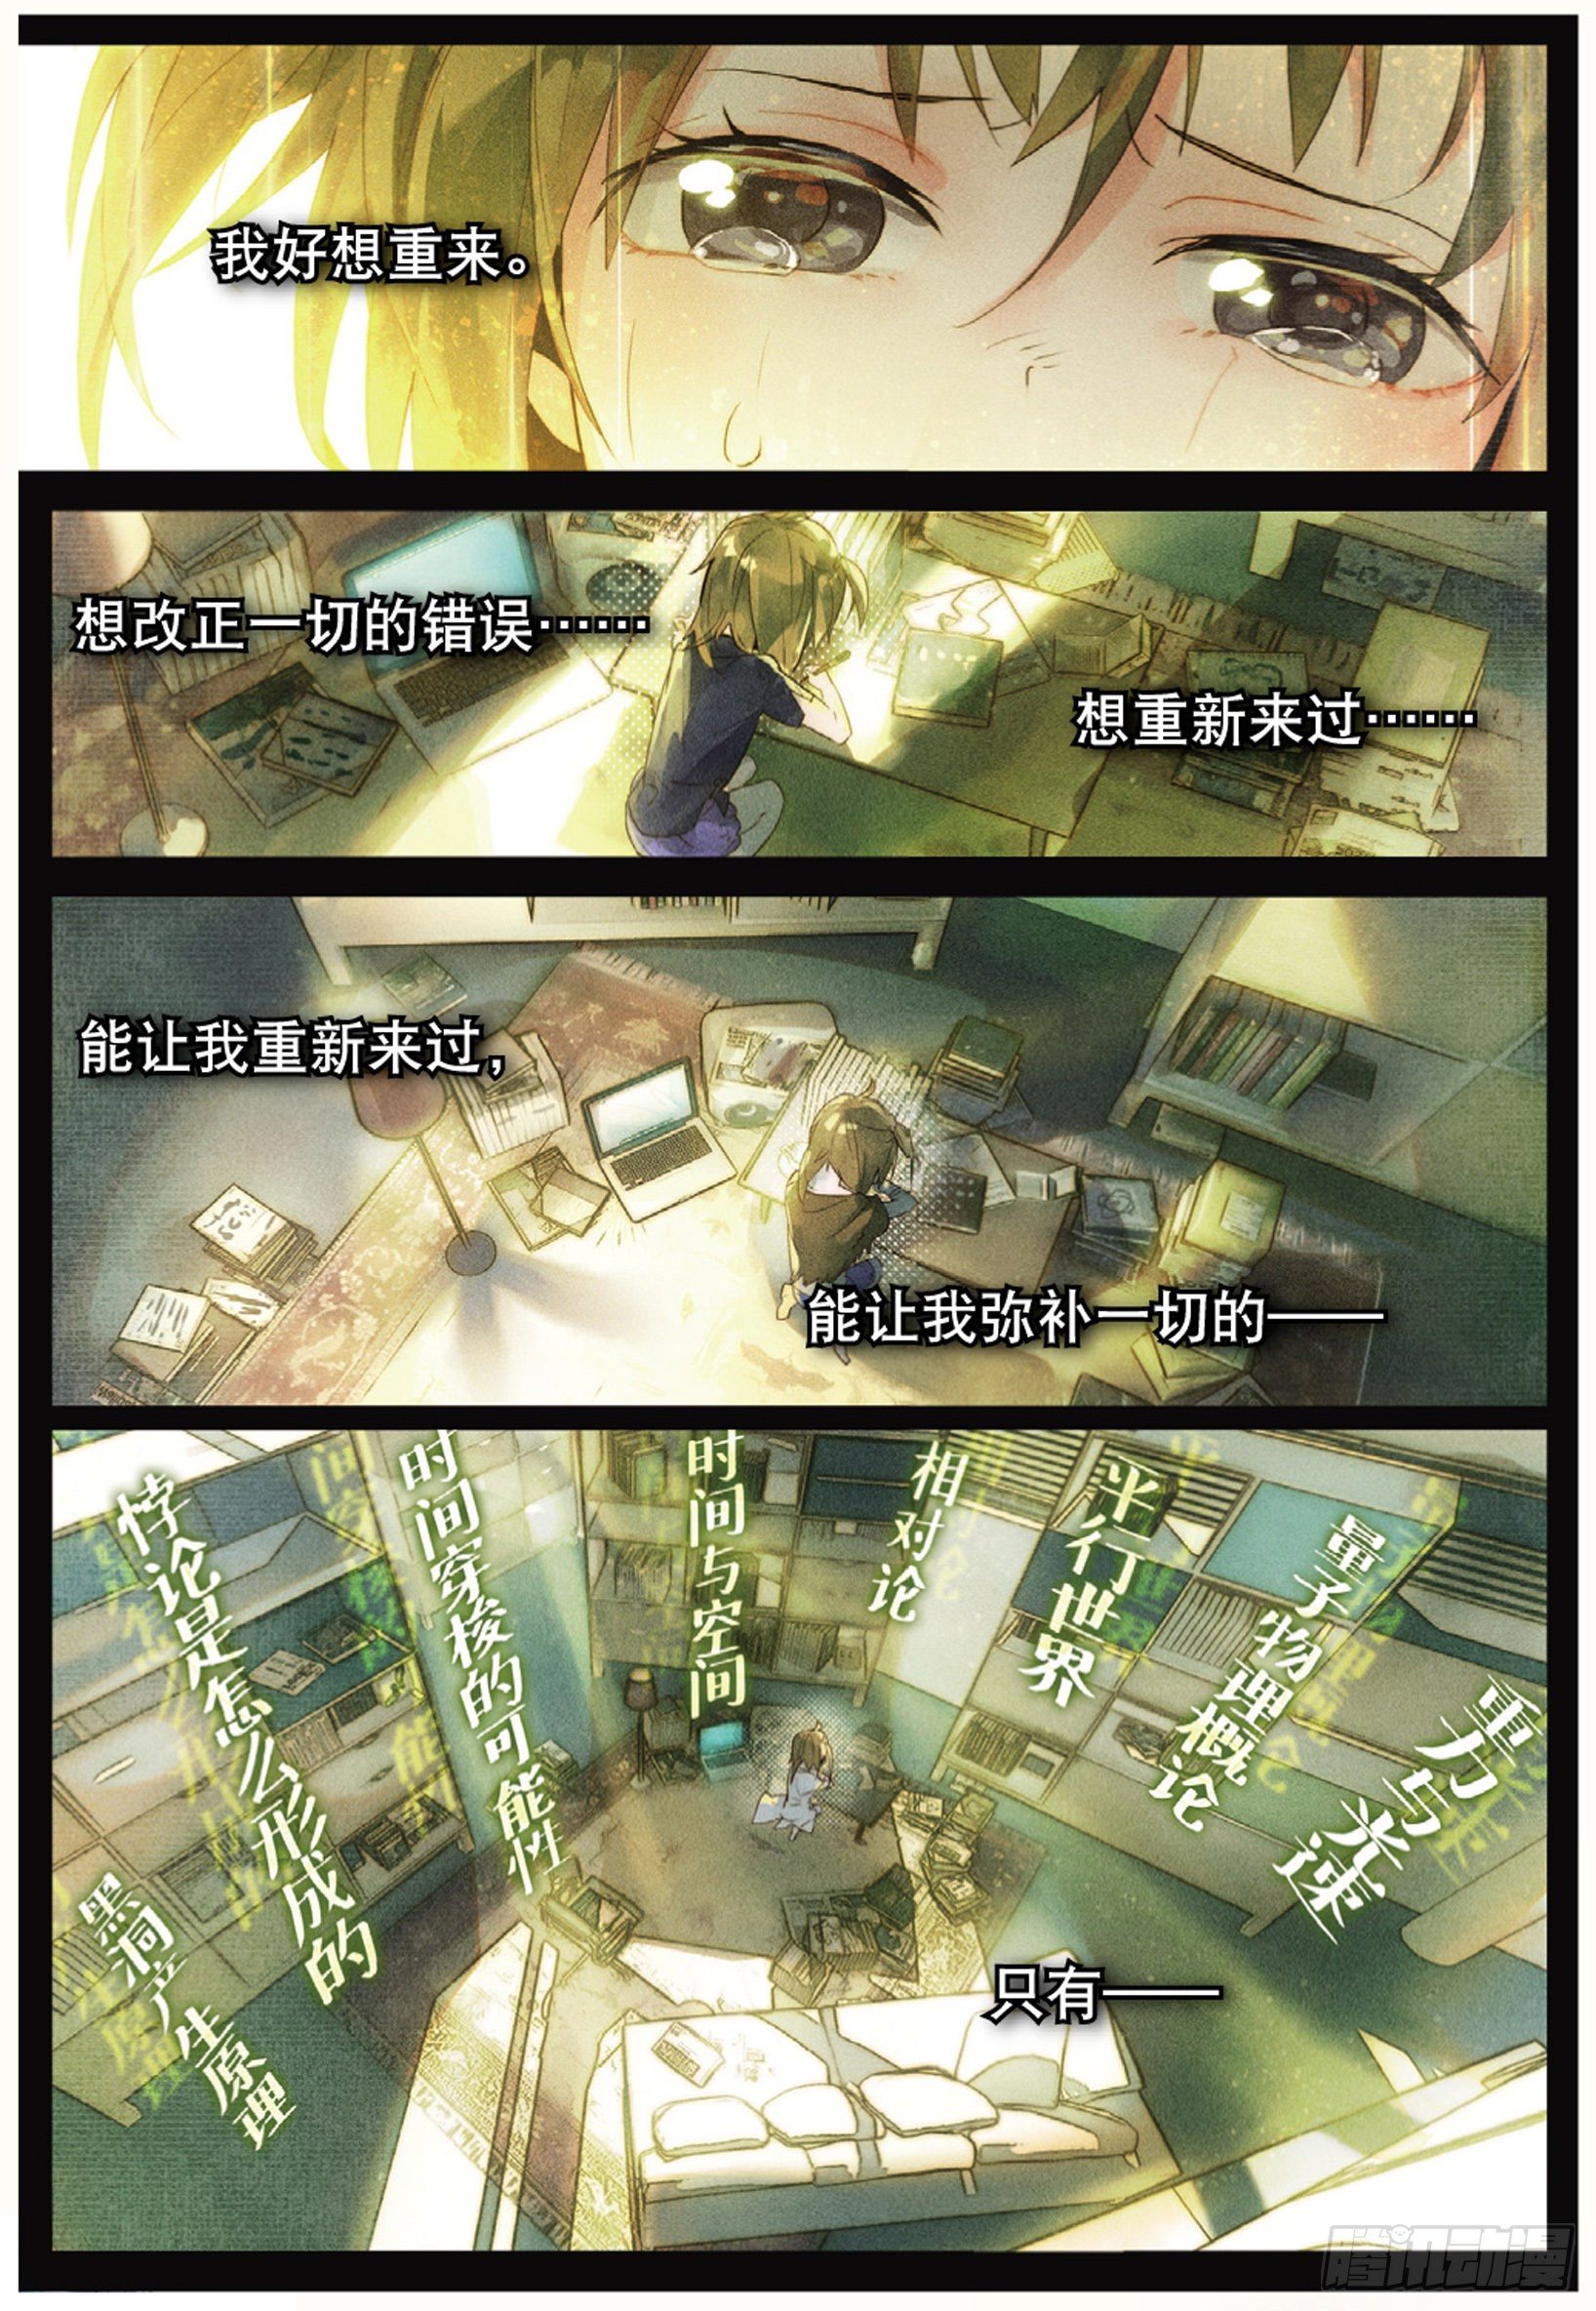 我好想重来。
想改正一切的错误……
想重新来过……
能让我重新来过，
能让我弥补一切的——
黑洞产生原理
悖论是怎么形成的
时间穿梭的可能性
时间与空间
相对论
平行世界
量子物理概论
重力与光速
只有——
腾讯动漫